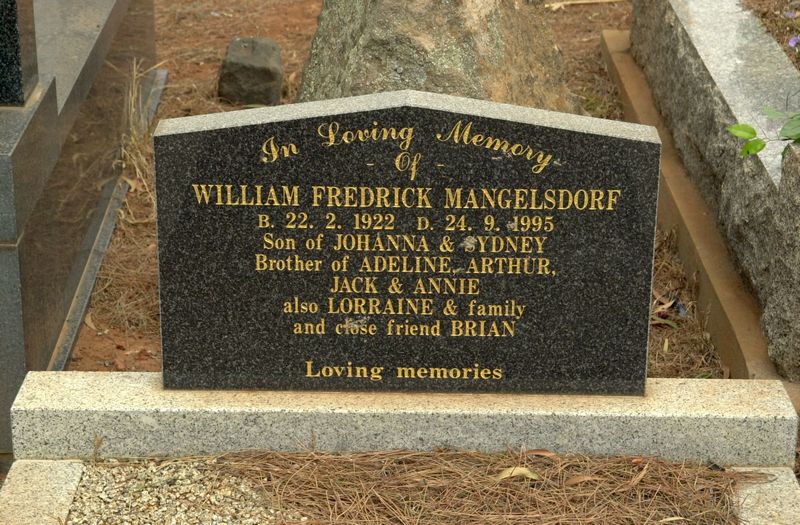 In Loving Memory
- Of -
WILLIAM FREDRICK MANGELSDORF
B. 22. 2. 1922 D. 24. 9. 1995
Son of JOHANNA & SYDNEY
Brother of ADELINE, ARTHUR,
JACK & ANNIE
also LORRAINE & family
and close friend BRIAN
Loving memories